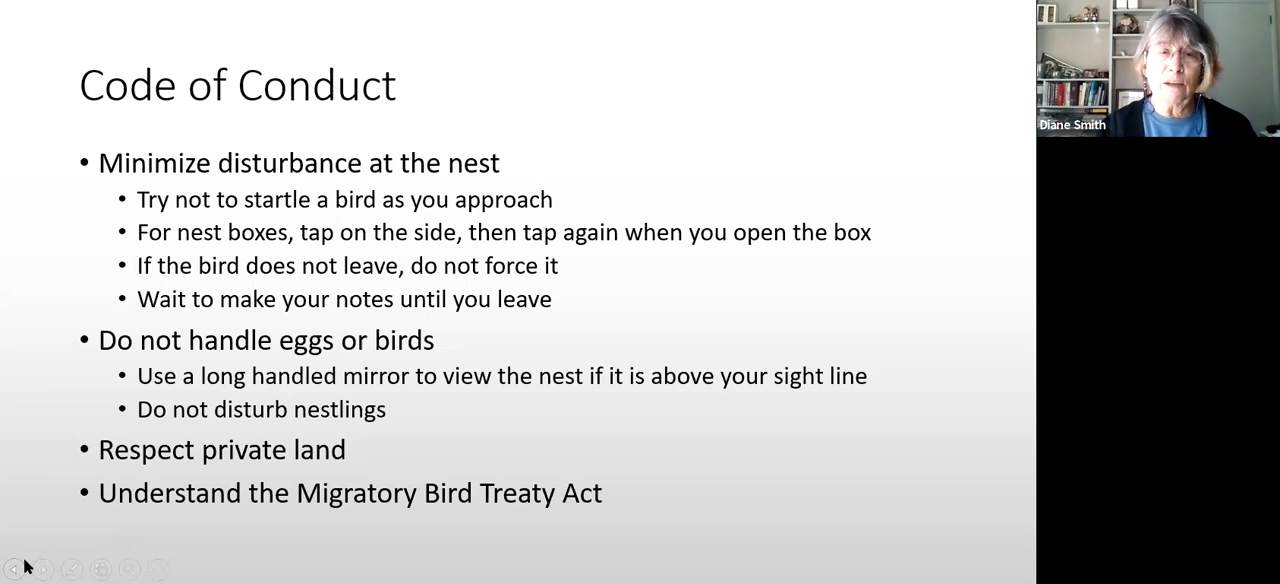 Code of Conduct
• Minimize disturbance at the nest
• Try not to startle a bird as you approach
• For nest boxes, tap on the side, then tap again when you open the box
• If the bird does not leave, do not force it
• Wait to make your notes until you leave
• Do not handle eggs or birds
• Use a long handled mirror to view the nest if it is above your sight line
• Do not disturb nestlings
• Respect private land
• Understand the Migratory Bird Treaty Act
Diane Smith